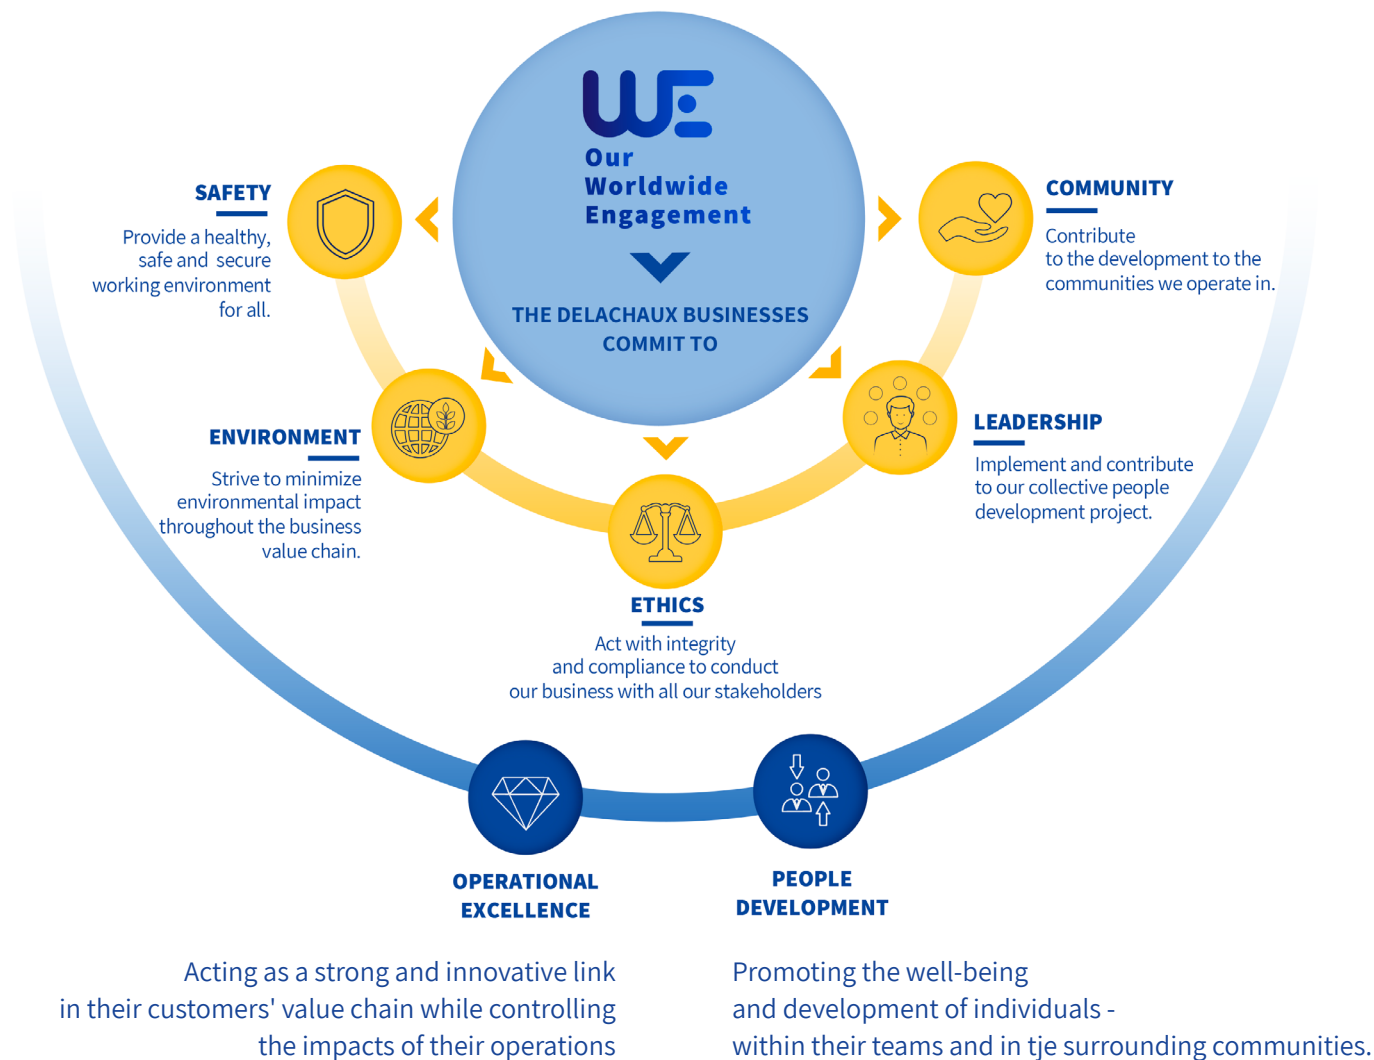 WE
Our
Worldwide
Engagement
THE DELACHAUX BUSINESSES
COMMIT TO
SAFETY
Provide a healthy,
safe and secure
working environment
for all.
ENVIRONMENT
Strive to minimize
environmental impact
throughout the business
value chain.
ETHICS
Act with integrity
and compliance to conduct
our business with all our stakeholders
LEADERSHIP
Implement and contribute
to our collective people
development project.
COMMUNITY
Contribute
to the development to the
communities we operate in.
OPERATIONAL
EXCELLENCE
Acting as a strong and innovative link
in their customers' value chain while controlling
the impacts of their operations
PEOPLE
DEVELOPMENT
Promoting the well-being
and development of individuals -
within their teams and in tje surrounding communities.